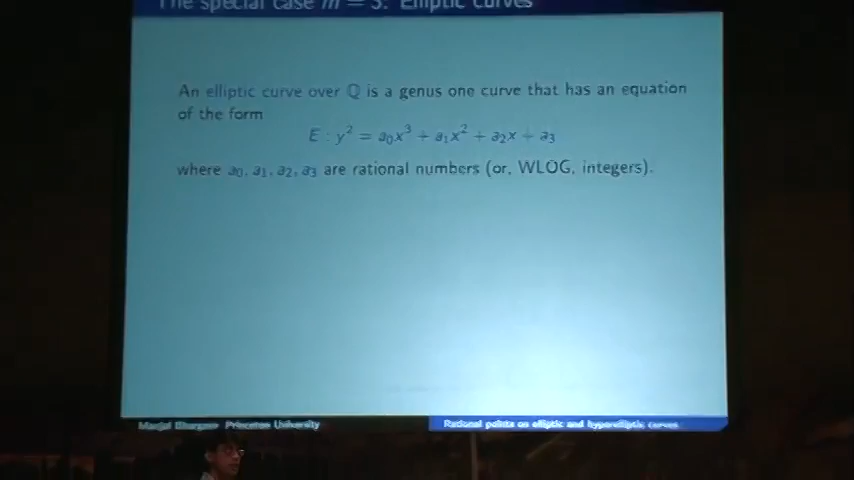 The special case m = 3: Elliptic curves
An elliptic curve over ℚ is a genus one curve that has an equation
of the form
E : y² = a₀x³ + a₁x² + a₂x + a₃
where a₀, a₁, a₂, a₃ are rational numbers (or, WLOG, integers).
Manjul Bhargava Princeton University
Rational points on elliptic and hyperelliptic curves